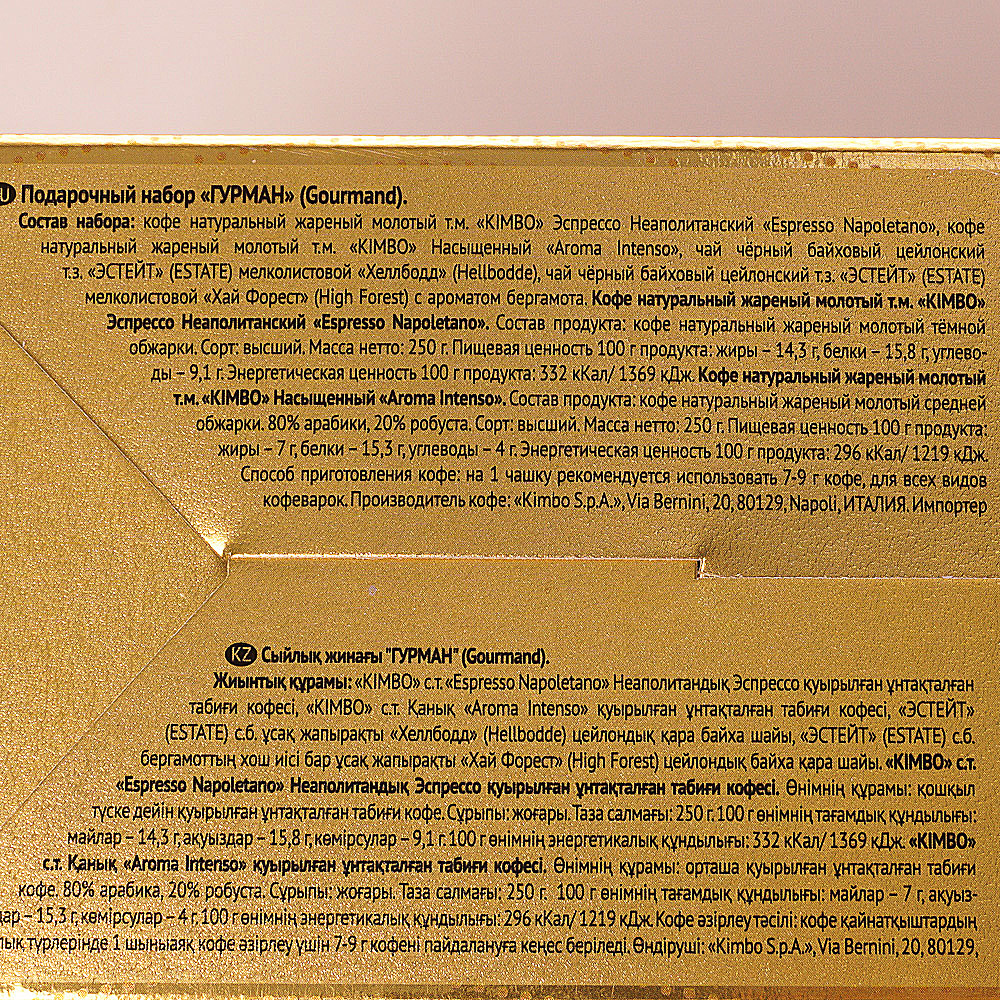 U Подарочный набор «ГУРМАН» (Gourmand).
Состав набора: кофе натуральный жареный молотый т.м. «KIMBO» Эспрессо Неаполитанский «Espresso Napoletano», кофе
натуральный жареный молотый т.м. «KIMBO» Насыщенный «Aroma Intenso», чай чёрный байховый цейлонский
т.з. «ЭСТЕЙТ» (ESTATE) мелколистовой «Хеллбодд» (Hellbodde), чай чёрный байховый цейлонский т.з. «ЭСТЕЙТ» (ESTATE)
мелколистовой «Хай Форест» (High Forest) с ароматом бергамота. Кофе натуральный жареный молотый т.м. «KIMBO»
Эспрессо Неаполитанский «Espresso Napoletano». Состав продукта: кофе натуральный жареный молотый тёмной
обжарки. Сорт: высший. Масса нетто: 250 г. Пищевая ценность 100 г продукта: жиры – 14,3 г, белки – 15,8 г, углево-
ды – 9,1 г. Энергетическая ценность 100 г продукта: 332 кКал/ 1369 кДж. Кофе натуральный жареный молотый
т.м. «KIMBO» Насыщенный «Aroma Intenso». Состав продукта: кофе натуральный жареный молотый средней
обжарки. 80% арабики, 20% робуста. Сорт: высший. Масса нетто: 250 г. Пищевая ценность 100 г продукта:
жиры – 7 г, белки – 15,3 г, углеводы – 4 г. Энергетическая ценность 100 г продукта: 296 кКал/ 1219 кДж.
Способ приготовления кофе: на 1 чашку рекомендуется использовать 7-9 г кофе, для всех видов
кофеварок. Производитель кофе: «Kimbo S.p.A.», Via Bernini, 20, 80129, Napoli, ИТАЛИЯ. Импортер
KZ Сыйлық жинағы "ГУРМАН" (Gourmand).
Жиынтық құрамы: «KIMBO» с.т. «Espresso Napoletano» Неаполитандық Эспрессо қуырылған ұнтақталған
табиғи кофесі, «KIMBO» с.т. Канық «Aroma Intenso» қуырылған ұнтақталған табиғи кофесі, «ЭСТЕЙТ»
(ESTATE) с.б. ұсақ жапырақты «Хеллбодд» (Hellbodde) цейлондық қара байха шайы, «ЭСТЕЙТ» (ESTATE) с.б.
бергамоттың хош иісі бар ұсақ жапырақты «Хай Форест» (High Forest) цейлондық байха қара шайы. «KIMBO» с.т.
«Espresso Napoletano» Неаполитандық Эспрессо қуырылған ұнтақталған табиғи кофесі. Өнімнің құрамы: қошқыл
түске дейін қуырылған ұнтақталған табиғи кофе. Сұрыпы: жоғары. Таза салмағы: 250 г. 100 г өнімнің тағамдық құндылығы:
майлар – 14,3 г, ақуыздар – 15,8 г, көмірсулар – 9,1 г. 100 г өнімнің энергетикалық құндылығы: 332 кКал/ 1369 кДж. «KIMBO»
с.т. Қанық «Aroma Intenso» қуырылған ұнтақталған табиғи кофесі. Өнімнің құрамы: орташа қуырылған ұнтақталған табиғи
кофе. 80% арабика, 20% робуста. Сұрыпы: жоғары. Таза салмағы: 250 г. 100 г өнімнің тағамдық құндылығы: майлар – 7 г, ақуыз-
дар – 15,3 г, көмірсулар – 4 г. 100 г өнімнің энергетикалық құндылығы: 296 кКал/ 1219 кДж. Кофе әзірлеу тәсілі: кофе қайнатқыштардың
түрлерінде 1 шыныаяқ кофе әзірлеу үшін 7-9 г кофені пайдалануға кеңес беріледі. Өндіруші: «Kimbo S.p.A.», Via Bernini, 20, 80129,